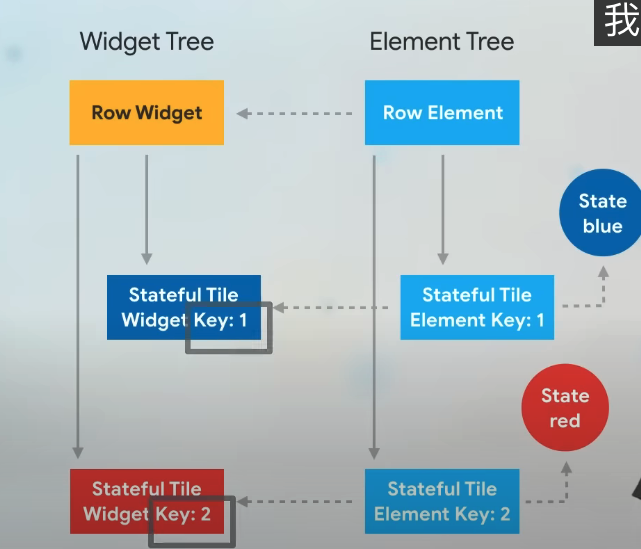 我
Widget Tree
Element Tree
Row Widget
Row Element
State
blue
Stateful Tile
Widget Key: 1
Stateful Tile
Element Key: 1
State
red
Stateful Tile
Widget Key: 2
Stateful Tile
Element Key: 2